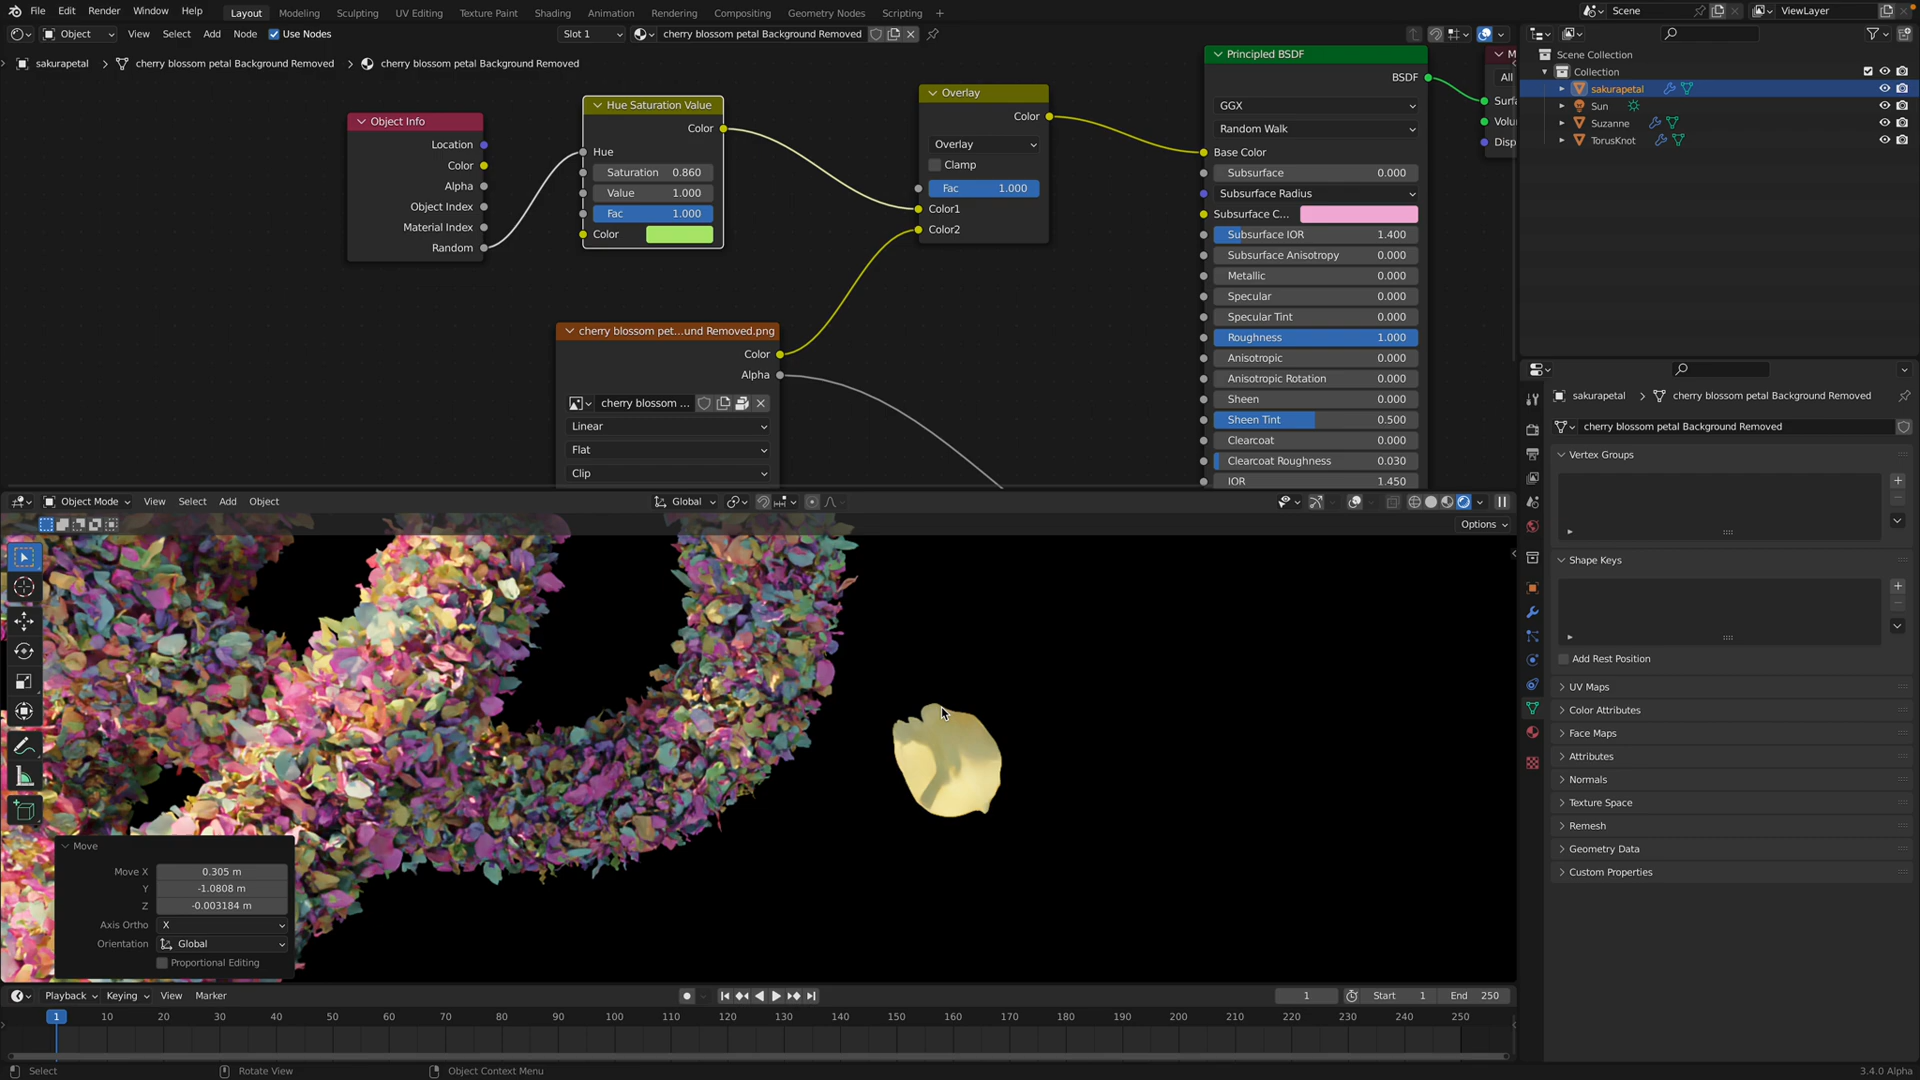 File Edit Render Window Help Layout Modeling Sculpting UV Editing Texture Paint Shading Animation Rendering Compositing Geometry Nodes Scripting + Scene ViewLayer
Object View Select Add Node Use Nodes Slot 1 cherry blossom petal Background Removed
sakurapetal > cherry blossom petal Background Removed > cherry blossom petal Background Removed
Object Info
Location
Color
Alpha
Object Index
Material Index
Random
Hue Saturation Value
Color
Hue
Saturation 0.860
Value 1.000
Fac 1.000
Color
Overlay
Color
Overlay
Clamp
Fac 1.000
Color1
Color2
cherry blossom pet...und Removed.png
Color
Alpha
cherry blossom ...
Linear
Flat
Clip
Principled BSDF
BSDF
GGX
Random Walk
Base Color
Subsurface 0.000
Subsurface Radius
Subsurface C...
Subsurface IOR 1.400
Subsurface Anisotropy 0.000
Metallic 0.000
Specular 0.000
Specular Tint 0.000
Roughness 1.000
Anisotropic 0.000
Anisotropic Rotation 0.000
Sheen 0.000
Sheen Tint 0.500
Clearcoat 0.000
Clearcoat Roughness 0.030
IOR 1.450
M
All
Surf
Volu
Disp
Scene Collection
Collection
sakurapetal
Sun
Suzanne
TorusKnot
Object Mode View Select Add Object Global
Options
Move
Move X 0.305 m
Y -1.0808 m
Z -0.003184 m
Axis Ortho X
Orientation Global
Proportional Editing
sakurapetal > cherry blossom petal Background Removed
cherry blossom petal Background Removed
Vertex Groups
Shape Keys
Add Rest Position
UV Maps
Color Attributes
Face Maps
Attributes
Normals
Texture Space
Remesh
Geometry Data
Custom Properties
Playback Keying View Marker 1 Start 1 End 250
1 10 20 30 40 50 60 70 80 90 100 110 120 130 140 150 160 170 180 190 200 210 220 230 240 250
Select Rotate View Object Context Menu 3.4.0 Alpha